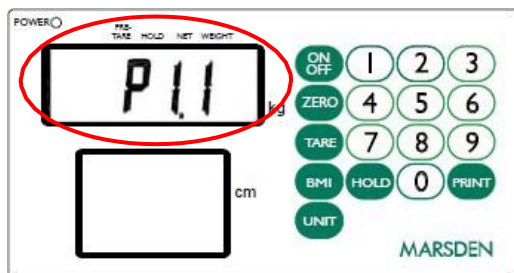 POWER
PRE-TARE HOLD NET WEIGHT
P1.1
kg
cm
ON OFF 1 2 3
ZERO 4 5 6
TARE 7 8 9
BMI HOLD 0 PRINT
UNIT
MARSDEN